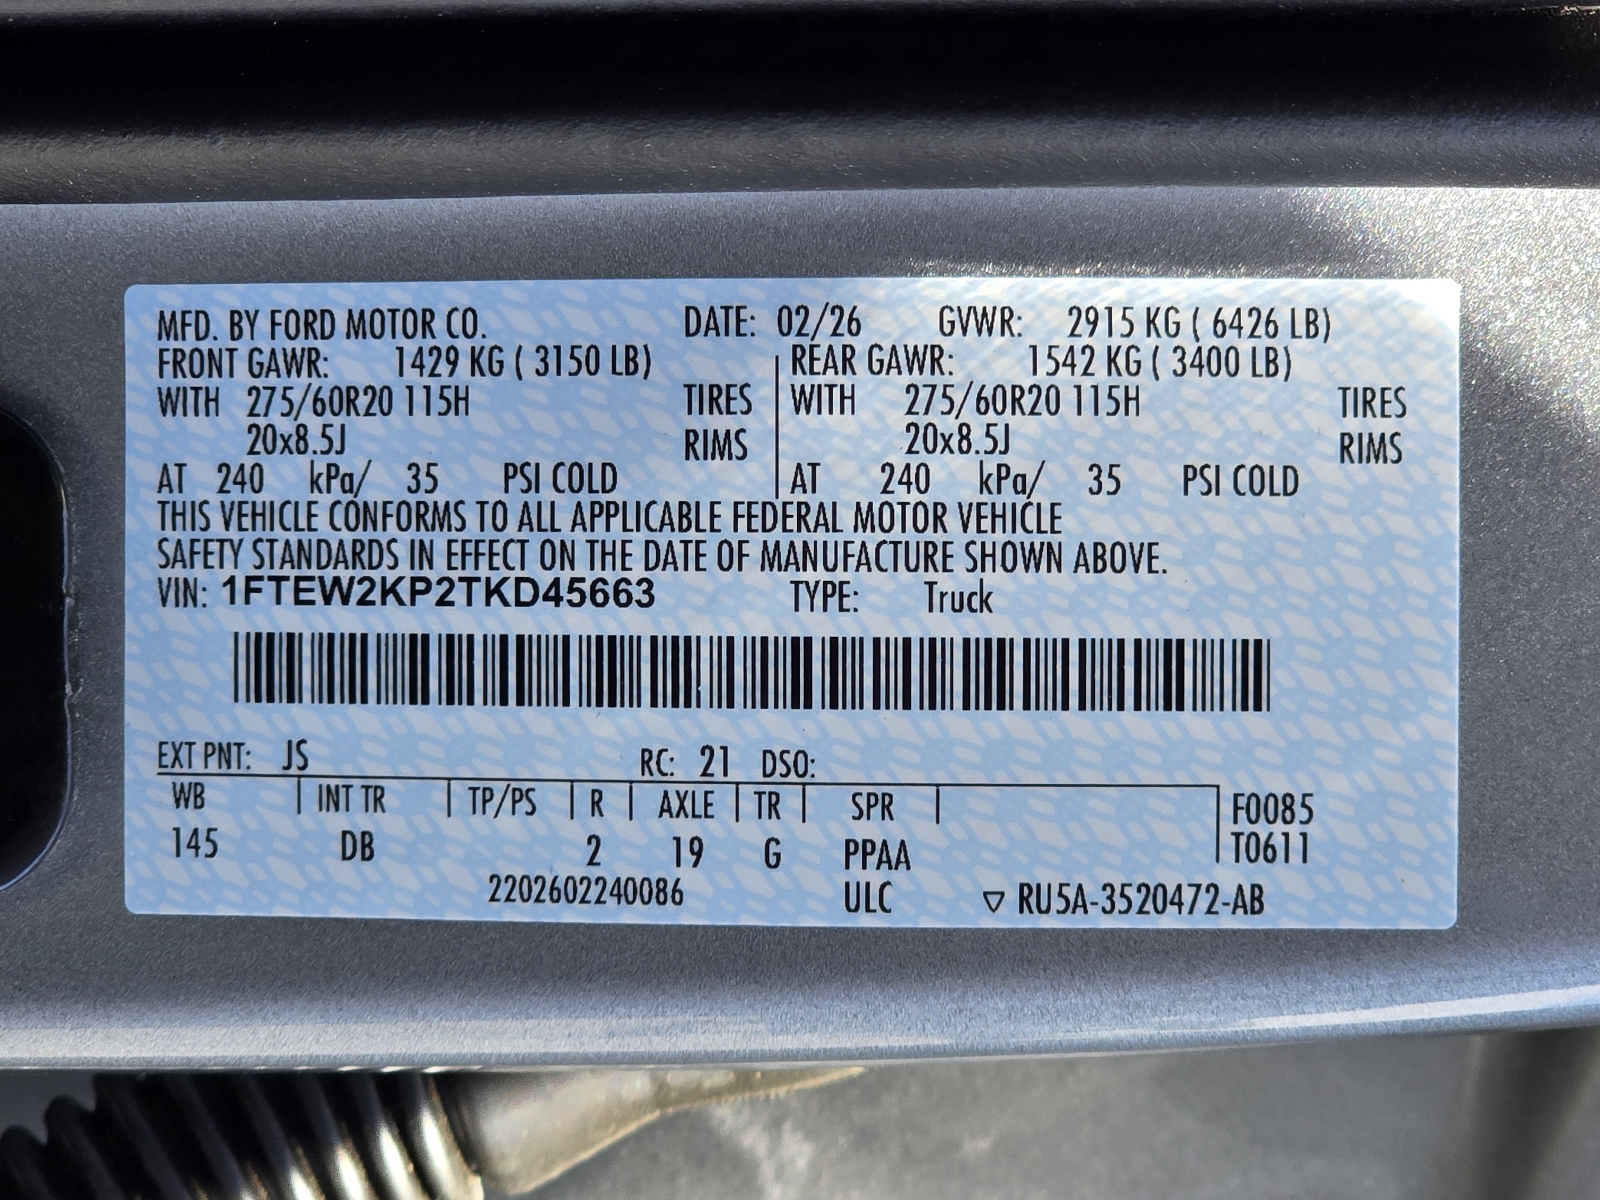 MFD. BY FORD MOTOR CO. DATE: 02/26 GVWR: 2915 KG ( 6426 LB)
FRONT GAWR: 1429 KG ( 3150 LB) REAR GAWR: 1542 KG ( 3400 LB)
WITH 275/60R20 115H TIRES WITH 275/60R20 115H TIRES
20x8.5J RIMS 20x8.5J RIMS
AT 240 kPa/ 35 PSI COLD AT 240 kPa/ 35 PSI COLD
THIS VEHICLE CONFORMS TO ALL APPLICABLE FEDERAL MOTOR VEHICLE
SAFETY STANDARDS IN EFFECT ON THE DATE OF MANUFACTURE SHOWN ABOVE.
VIN: 1FTEW2KP2TKD45663 TYPE: Truck
EXT PNT: JS RC: 21 DSO:
WB INT TR TP/PS R AXLE TR SPR F0085
145 DB 2 19 G PPAA T0611
2202602240086 ULC ▽ RU5A-3520472-AB